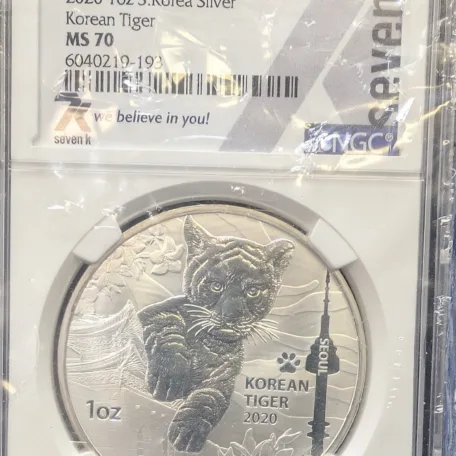 2020 1oz S.Korea Silver
Korean Tiger
MS 70
6040219-193
we believe in you!
seven k
seven
NGC
SEOUL
KOREAN
TIGER
2020
1oz